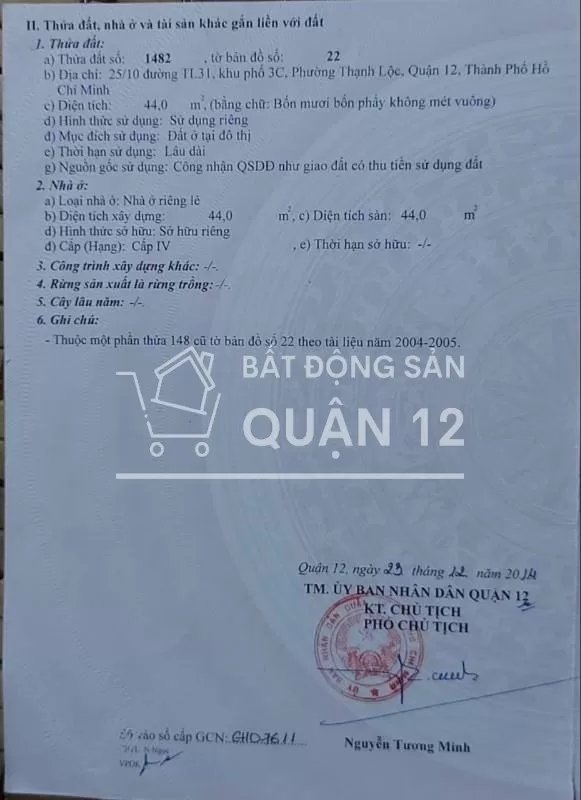 II. Thửa đất, nhà ở và tài sản khác gắn liền với đất
1. Thửa đất:
a) Thửa đất số: 1482 , tờ bản đồ số: 22
b) Địa chỉ: 25/10 đường TL31, khu phố 3C, Phường Thạnh Lộc, Quận 12, Thành Phố Hồ
Chí Minh
c) Diện tích: 44,0 m², (bằng chữ: Bốn mươi bốn phẩy không mét vuông)
d) Hình thức sử dụng: Sử dụng riêng
đ) Mục đích sử dụng: Đất ở tại đô thị
e) Thời hạn sử dụng: Lâu dài
g) Nguồn gốc sử dụng: Công nhận QSDĐ như giao đất có thu tiền sử dụng đất
2. Nhà ở:
a) Loại nhà ở: Nhà ở riêng lẻ
b) Diện tích xây dựng: 44,0 m², c) Diện tích sàn: 44,0 m²
d) Hình thức sở hữu: Sở hữu riêng
đ) Cấp (Hạng): Cấp IV , e) Thời hạn sở hữu: -/-
3. Công trình xây dựng khác: -/-.
4. Rừng sản xuất là rừng trồng: -/-.
5. Cây lâu năm: -/-.
6. Ghi chú:
- Thuộc một phần thửa 148 cũ tờ bản đồ số 22 theo tài liệu năm 2004-2005.
BẤT ĐỘNG SẢN
QUẬN 12
Quận 12, ngày 23 tháng 12 năm 2014
TM. ỦY BAN NHÂN DÂN QUẬN 12
KT. CHỦ TỊCH
PHÓ CHỦ TỊCH
vào sổ cấp GCN: CH07611
VPĐK
Nguyễn Tương Minh